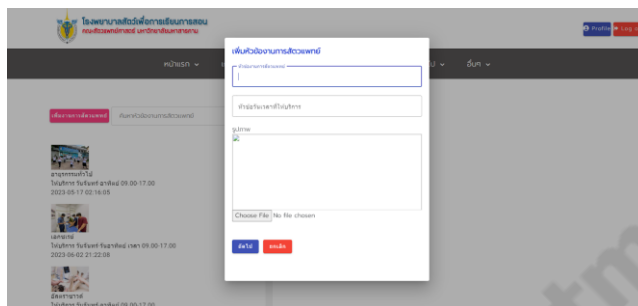 โรงพยาบาลสัตว์เพื่อการเรียนการสอน
คณะสัตวแพทยศาสตร์ มหาวิทยาลัยมหาสารคาม
Profile
Log
หน้าแรก
อื่นๆ
เพิ่มหัวข้องานการสัตวแพทย์
หัวข้องานการสัตวแพทย์
หัวข้อวันเวลาที่ให้บริการ
รูปภาพ
Choose File No file chosen
ยกเลิก
เพิ่มงานการสัตวแพทย์
ค้นหาหัวข้องานการสัตวแพทย์
อายุรกรรมทั่วไป
ให้บริการ วันจันทร์-อาทิตย์ 09.00-17.00
2023-05-17 02:16:05
เอกซเรย์
ให้บริการ วันจันทร์-วันอาทิตย์ เวลา 09.00-17.00
2023-06-02 21:22:08
อัลตราซาวด์
ให้บริการ วันจันทร์-อาทิตย์ 09.00-17.00